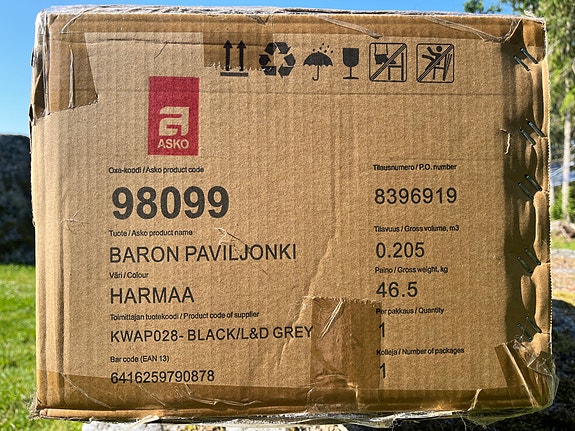 ASKO
Oxa-koodi / Asko product code
98099
Tuote / Asko product name
BARON PAVILJONKI
Väri / Colour
HARMAA
Toimittajan tuotekoodi / Product code of supplier
KWAP028- BLACK/L&D GREY
Bar code (EAN 13)
6416259790878
Tilausnumero / P.O. number
8396919
Tilavuus / Gross volume, m3
0.205
Paino / Gross weight, kg
46.5
Per pakkaus / Quantity
1
Kolleja / Number of packages
1